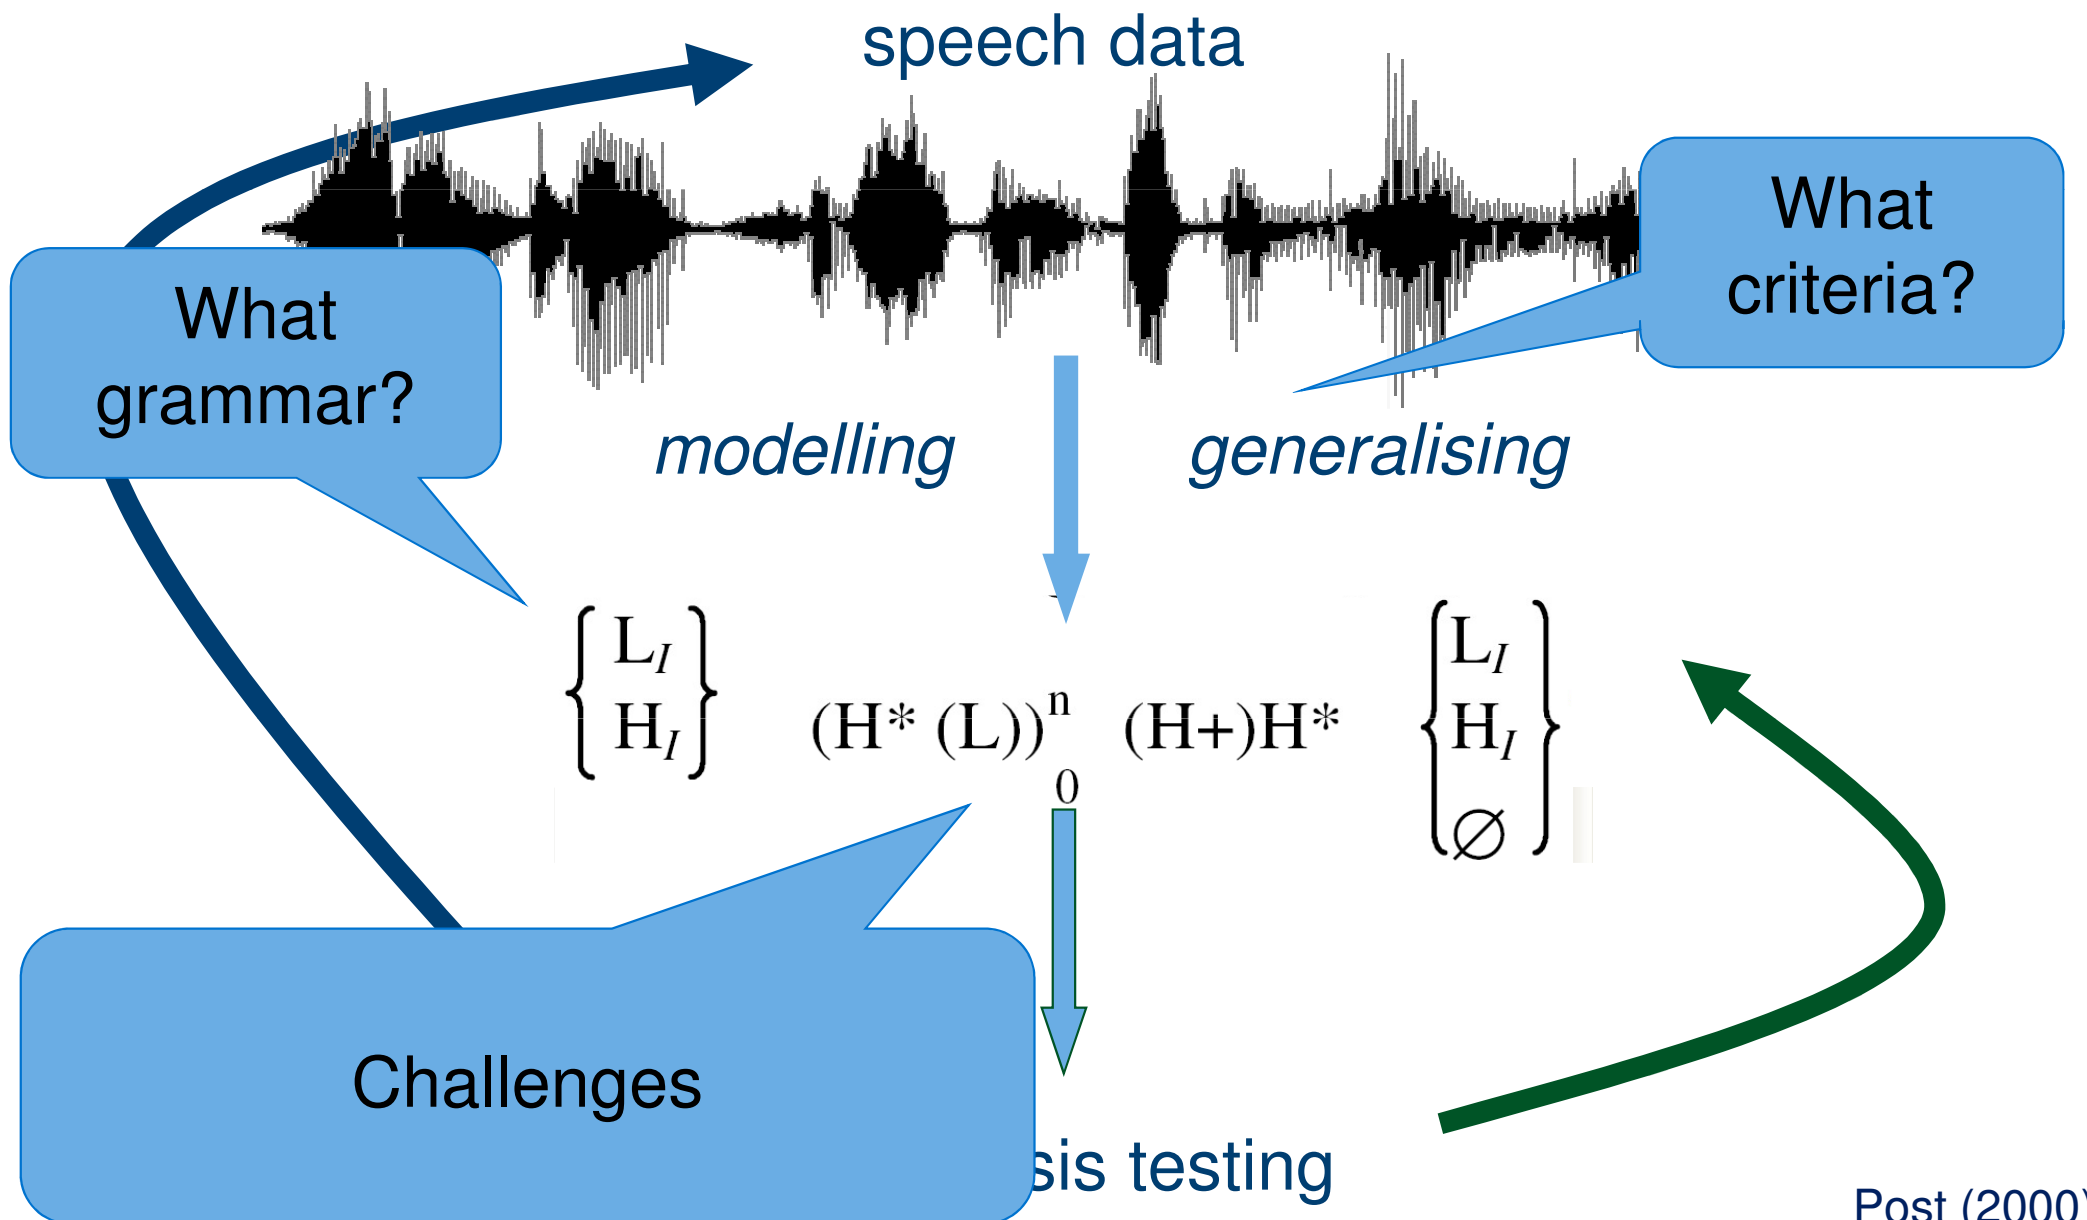 speech data
What
criteria?
What
grammar?
modelling generalising
{ L_I H_I } (H* (L))^n_0 (H+)H* { L_I H_I ∅ }
Challenges
sis testing
Post (2000)